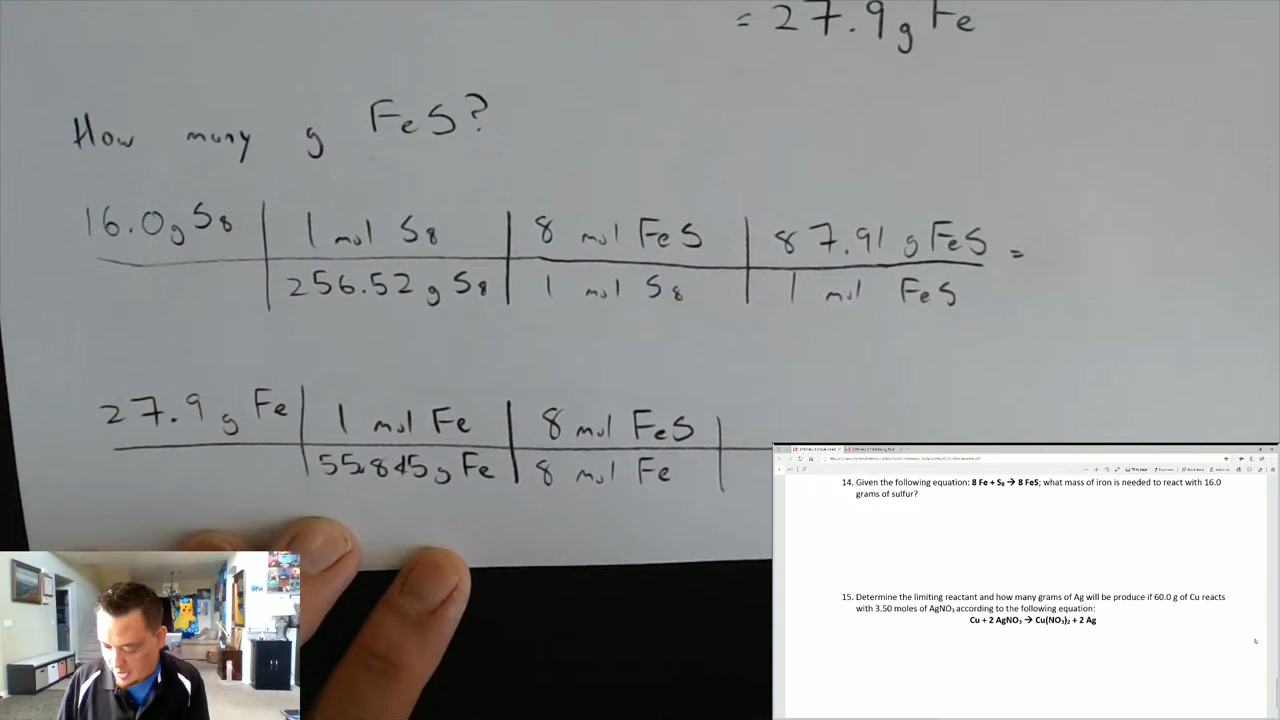 = 27.9 g Fe
How many g FeS?
16.0g S8 | 1 mol S8 | 8 mol FeS | 87.91 g FeS =
256.52 g S8 | 1 mol S8 | 1 mol FeS
27.9 g Fe | 1 mol Fe | 8 mol FeS |
55.845 g Fe | 8 mol Fe |
14. Given the following equation: 8 Fe + S₈ → 8 FeS; what mass of iron is needed to react with 16.0
grams of sulfur?
15. Determine the limiting reactant and how many grams of Ag will be produce if 60.0 g of Cu reacts
with 3.50 moles of AgNO₃ according to the following equation:
Cu + 2 AgNO₃ → Cu(NO₃)₂ + 2 Ag